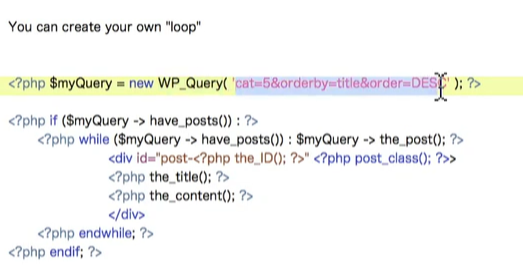 You can create your own "loop"
<?php $myQuery = new WP_Query( 'cat=5&orderby=title&order=DESC' ); ?>
<?php if ($myQuery -> have_posts()) : ?>
<?php while ($myQuery -> have_posts()) : $myQuery -> the_post(); ?>
<div id="post-<?php the_ID(); ?>" <?php post_class(); ?>>
<?php the_title(); ?>
<?php the_content(); ?>
</div>
<?php endwhile; ?>
<?php endif; ?>